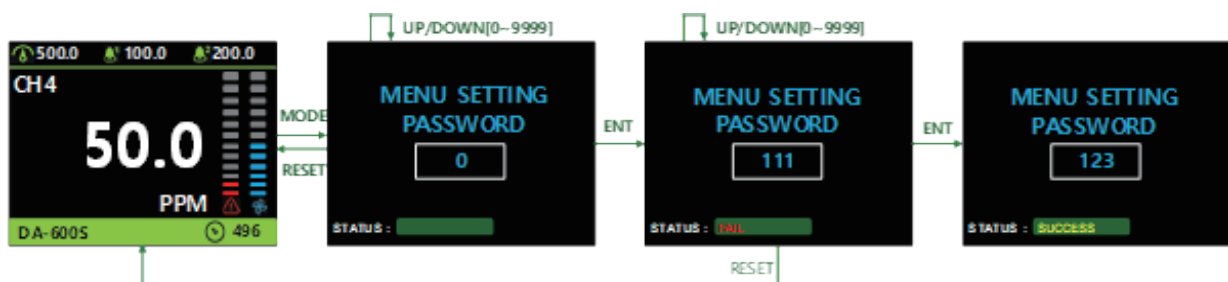 UP/DOWN[0~9999]
UP/DOWN[0~9999]
500.0 1 100.0 2 200.0
CH4
50.0
PPM
DA-600S 496
MODE
RESET
MENU SETTING
PASSWORD
0
STATUS :
ENT
MENU SETTING
PASSWORD
111
STATUS : FAIL
RESET
ENT
MENU SETTING
PASSWORD
123
STATUS : SUCCESS